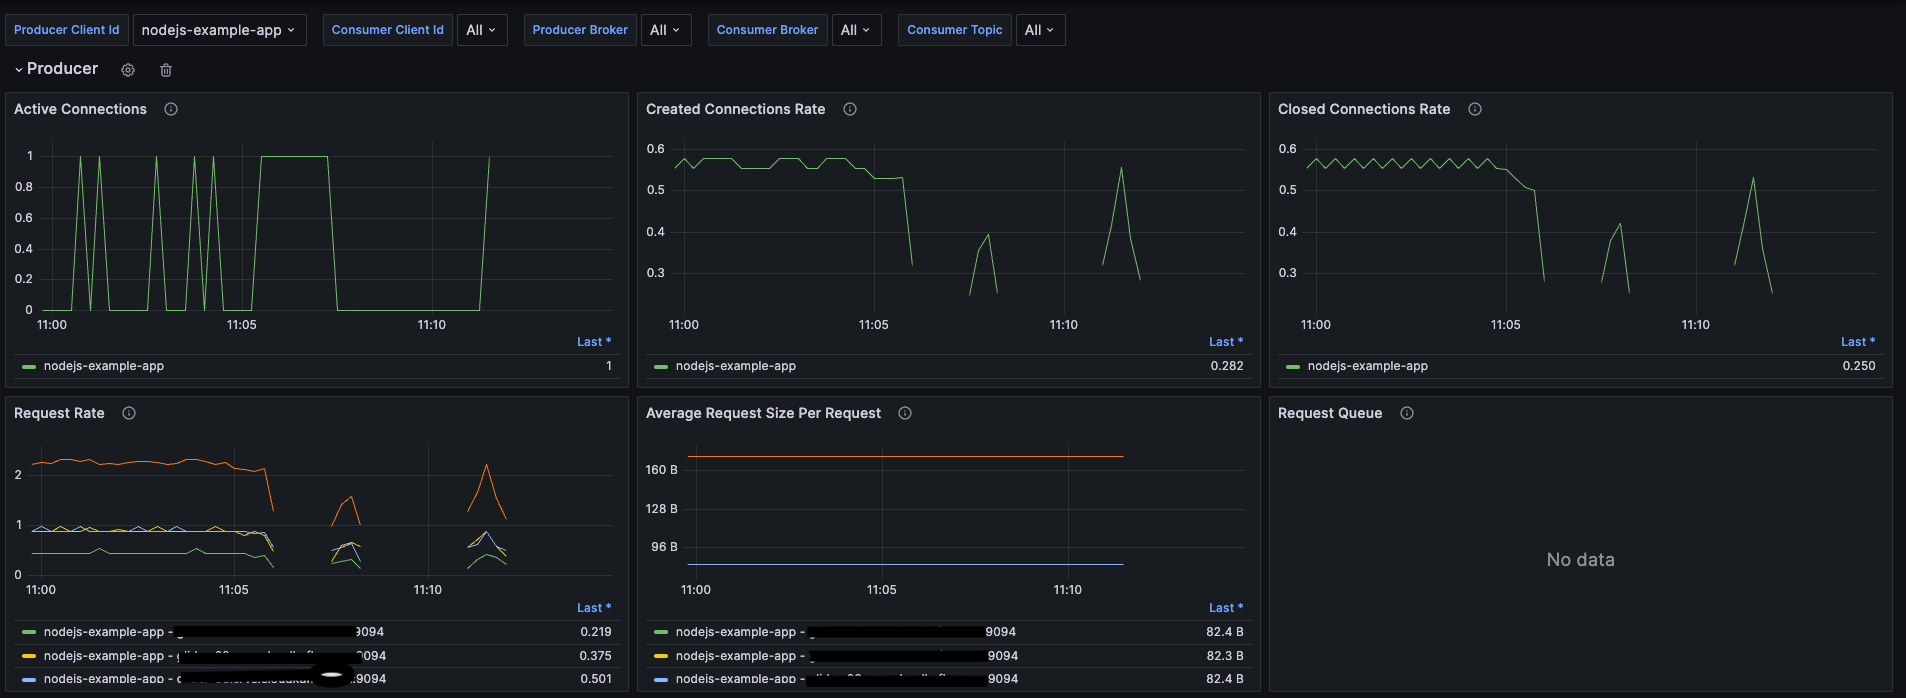 Producer Client Id nodejs-example-app Consumer Client Id All Producer Broker All Consumer Broker All Consumer Topic All
Producer
Active Connections
1
0.8
0.6
0.4
0.2
0
11:00 11:05 11:10
Last *
nodejs-example-app 1
Created Connections Rate
0.6
0.5
0.4
0.3
11:00 11:05 11:10
Last *
nodejs-example-app 0.282
Closed Connections Rate
0.6
0.5
0.4
0.3
11:00 11:05 11:10
Last *
nodejs-example-app 0.250
Request Rate
2
1
0
11:00 11:05 11:10
Last *
nodejs-example-app - 9094 0.219
nodejs-example-app - 9094 0.375
nodejs-example-app - :9094 0.501
Average Request Size Per Request
160 B
128 B
96 B
11:00 11:05 11:10
Last *
nodejs-example-app - 9094 82.4 B
nodejs-example-app - 9094 82.3 B
nodejs-example-app - 9094 82.4 B
Request Queue
No data